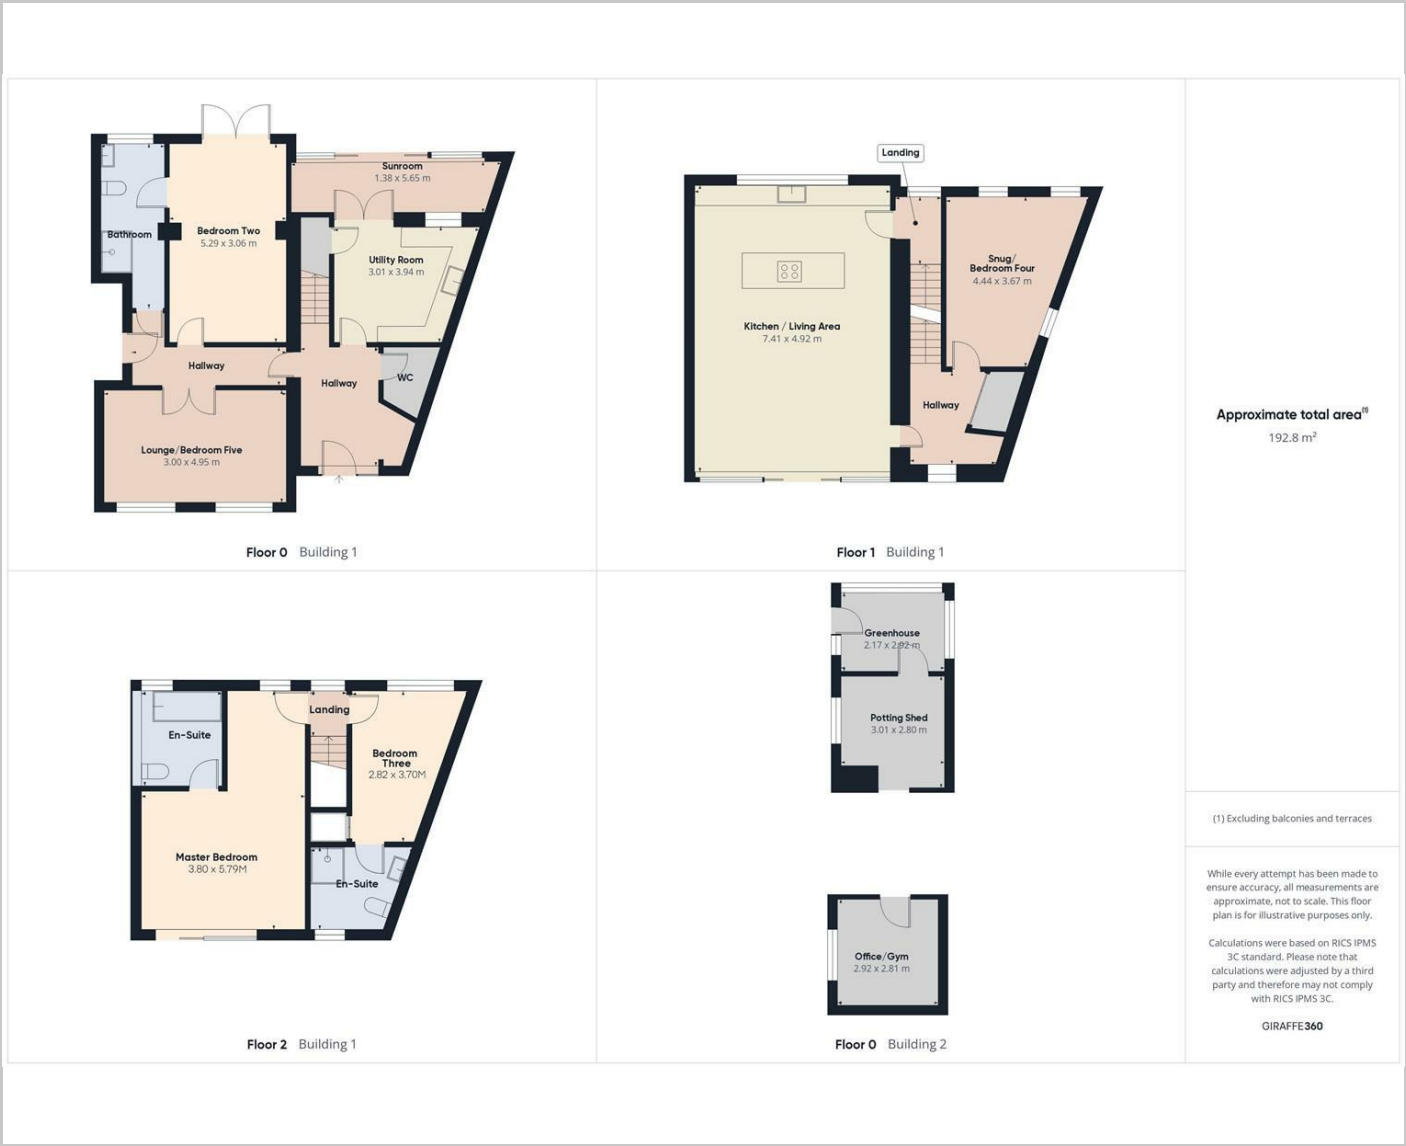 Bathroom
Bedroom Two
5.29 x 3.06 m
Sunroom
1.38 x 5.65 m
Utility Room
3.01 x 3.94 m
Hallway
Hallway
WC
Lounge/Bedroom Five
3.00 x 4.95 m
Floor 0 Building 1
Landing
Kitchen / Living Area
7.41 x 4.92 m
Snug/
Bedroom Four
4.44 x 3.67 m
Hallway
Floor 1 Building 1
En-Suite
Landing
Bedroom
Three
2.82 x 3.70M
Master Bedroom
3.80 x 5.79M
En-Suite
Floor 2 Building 1
Greenhouse
2.17 x 2.92 m
Potting Shed
3.01 x 2.80 m
Office/Gym
2.92 x 2.81 m
Floor 0 Building 2
Approximate total area(1)
192.8 m²
(1) Excluding balconies and terraces
While every attempt has been made to
ensure accuracy, all measurements are
approximate, not to scale. This floor
plan is for illustrative purposes only.
Calculations were based on RICS IPMS
3C standard. Please note that
calculations were adjusted by a third
party and therefore may not comply
with RICS IPMS 3C.
GIRAFFE360